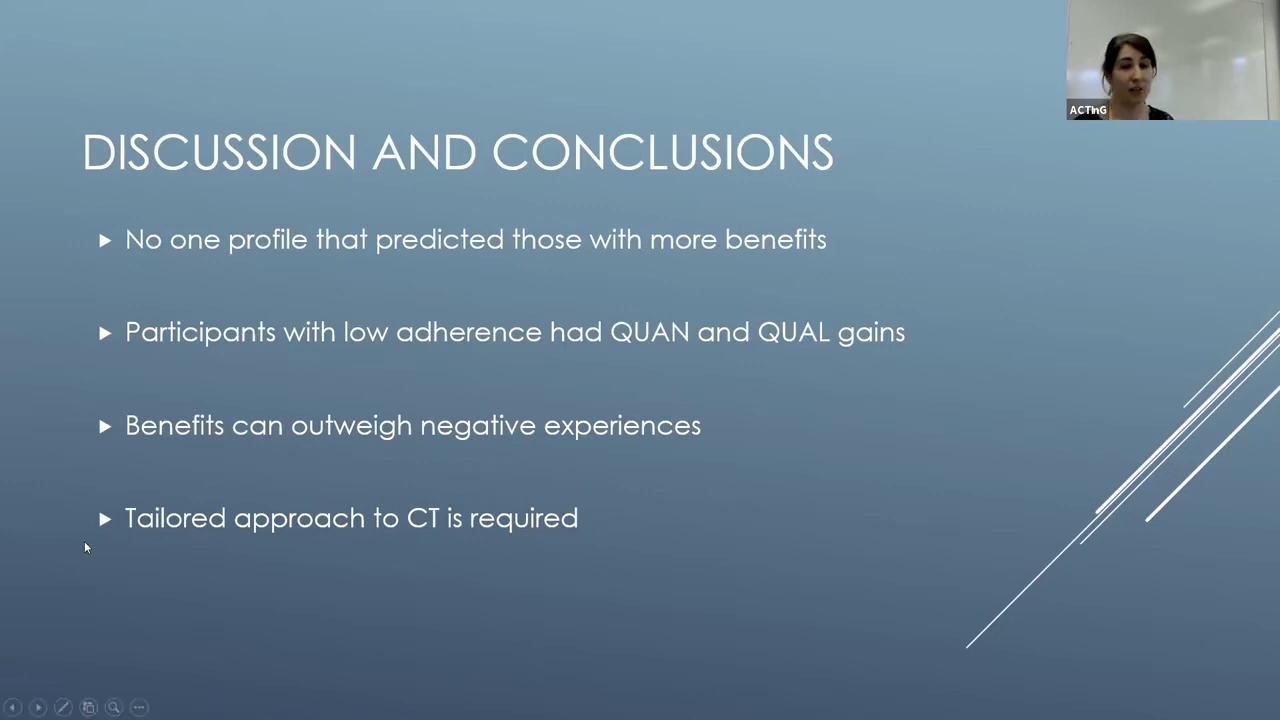 ACTInG
DISCUSSION AND CONCLUSIONS
No one profile that predicted those with more benefits
Participants with low adherence had QUAN and QUAL gains
Benefits can outweigh negative experiences
Tailored approach to CT is required